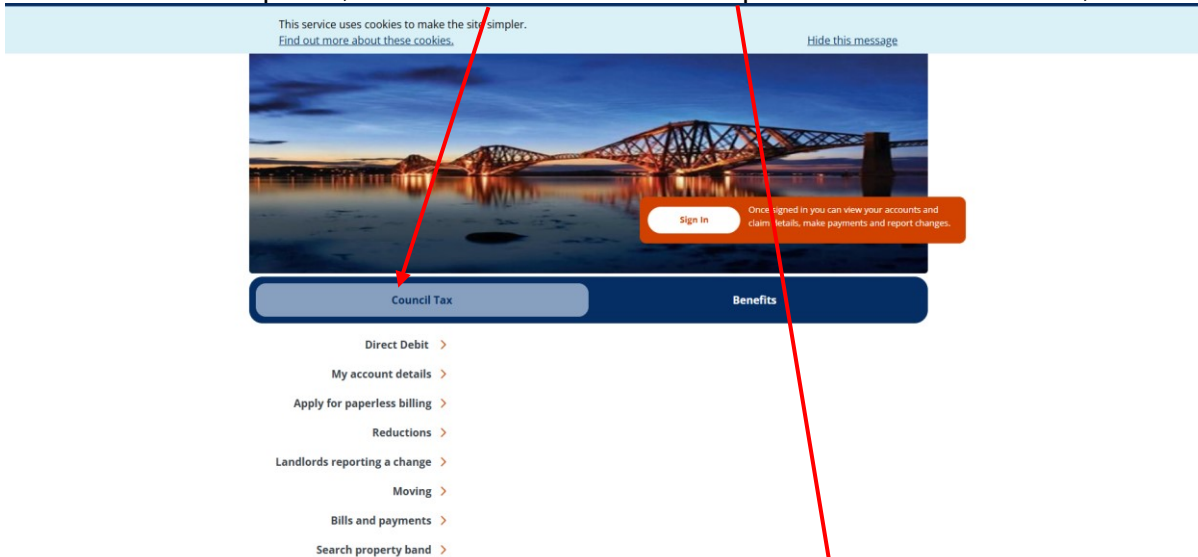 This service uses cookies to make the site simpler.
Find out more about these cookies.
Hide this message
Sign In
Once signed in you can view your accounts and
claim details, make payments and report changes.
Council Tax
Benefits
Direct Debit
My account details
Apply for paperless billing
Reductions
Landlords reporting a change
Moving
Bills and payments
Search property band